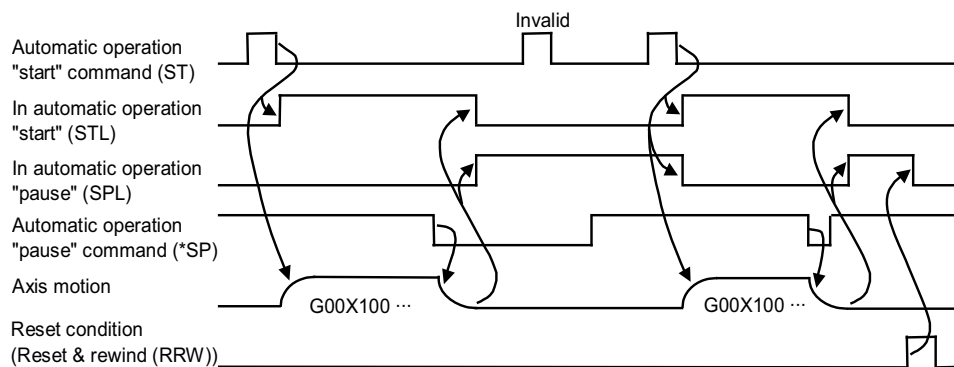 Invalid
Automatic operation
"start" command (ST)
In automatic operation
"start" (STL)
In automatic operation
"pause" (SPL)
Automatic operation
"pause" command (*SP)
Axis motion
G00X100 ···
G00X100 ···
Reset condition
(Reset & rewind (RRW))